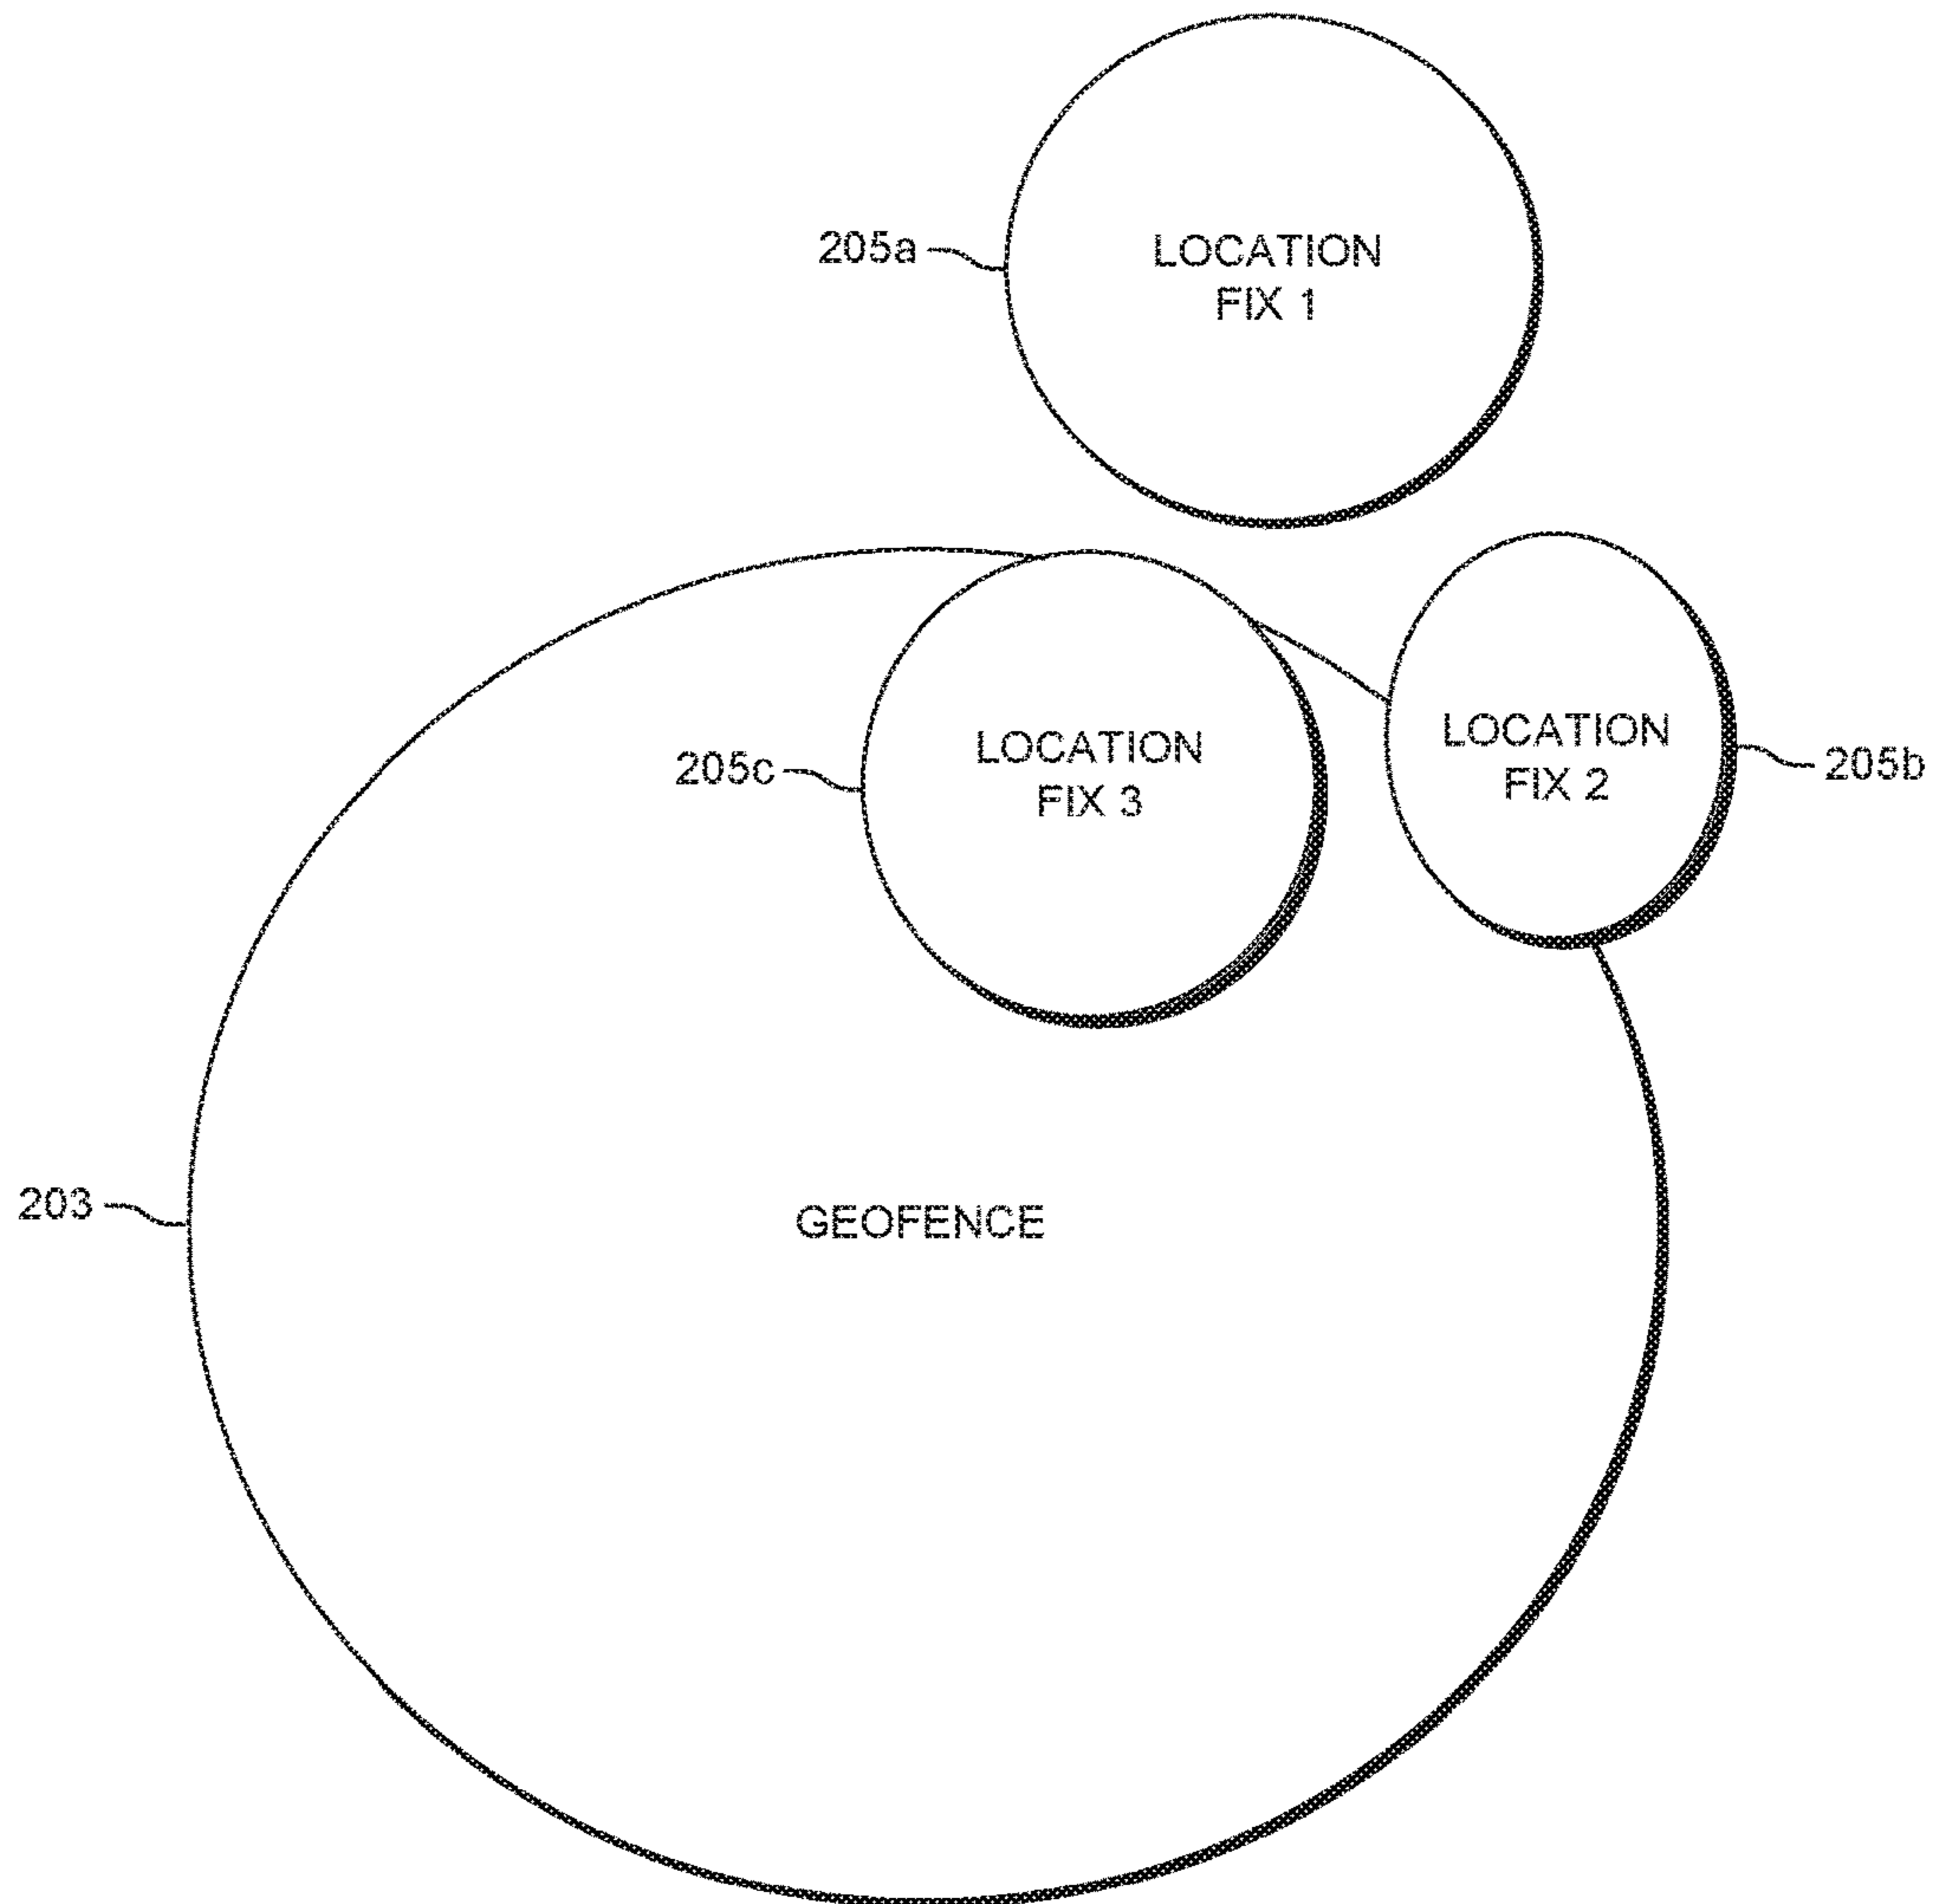 205a
LOCATION
FIX 1
LOCATION
FIX 3
205c
LOCATION
FIX 2
205b
203
GEOFENCE